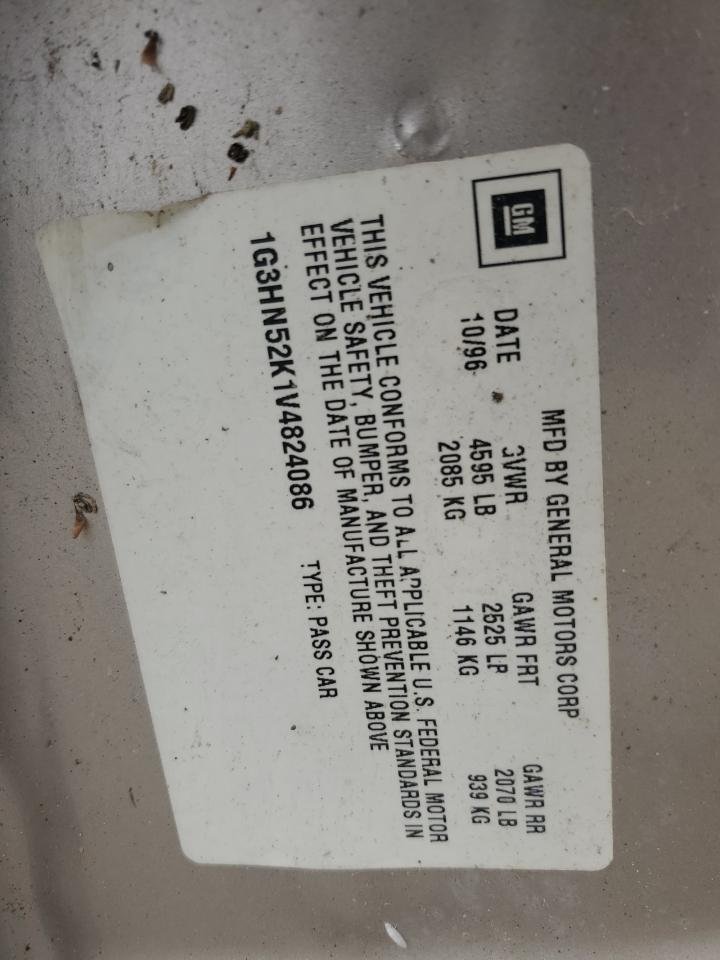 GM
MFD BY GENERAL MOTORS CORP
DATE GVWR GAWR FRT GAWR RR
10/96 4595 LB 2525 LB 2070 LB
2085 KG 1146 KG 939 KG
THIS VEHICLE CONFORMS TO ALL APPLICABLE U.S. FEDERAL MOTOR
VEHICLE SAFETY, BUMPER, AND THEFT PREVENTION STANDARDS IN
EFFECT ON THE DATE OF MANUFACTURE SHOWN ABOVE
1G3HN52K1V4824086 TYPE: PASS CAR